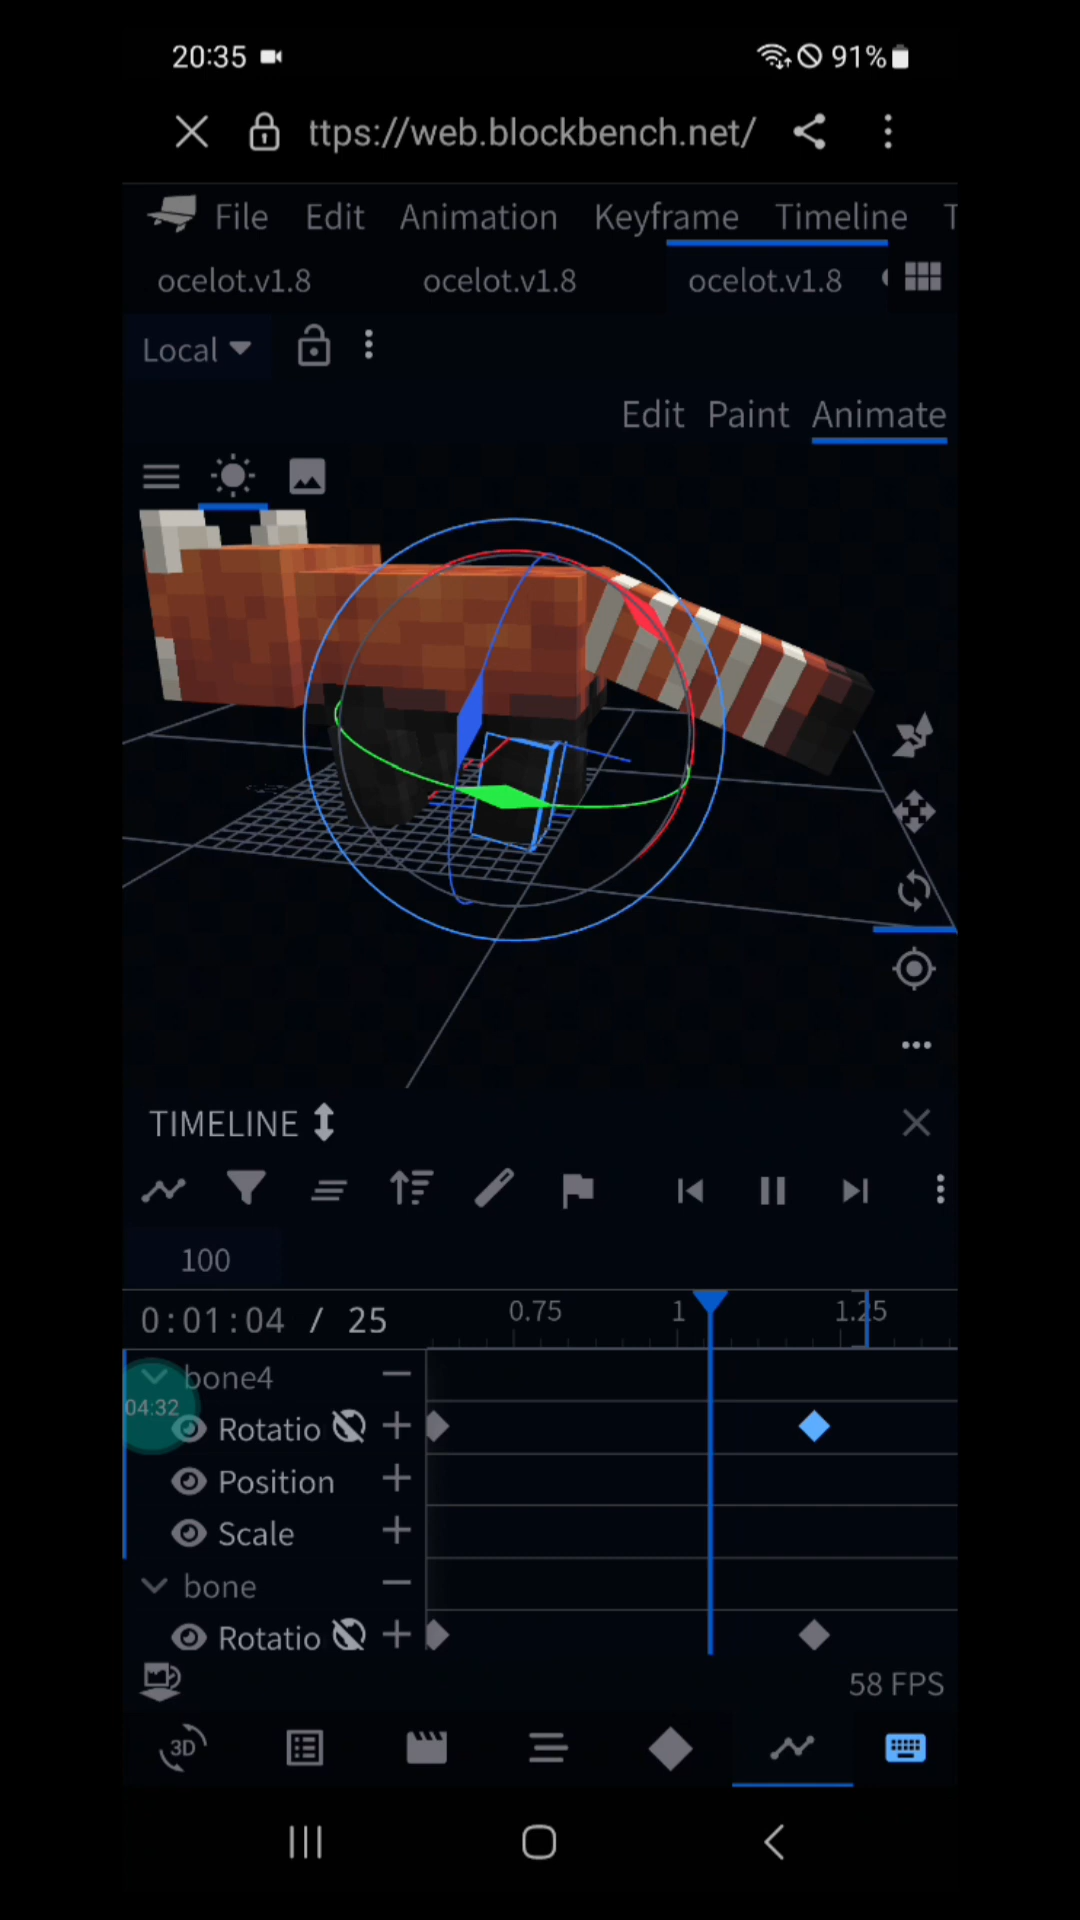 20:35 91%
ttps://web.blockbench.net/
File Edit Animation Keyframe Timeline T
ocelot.v1.8 ocelot.v1.8 ocelot.v1.8
Local
Edit Paint Animate
TIMELINE
100
0:01:04 / 25 0.75 1 1.25
bone4
04:32
Rotatio
Position
Scale
bone
Rotatio
58 FPS
3D